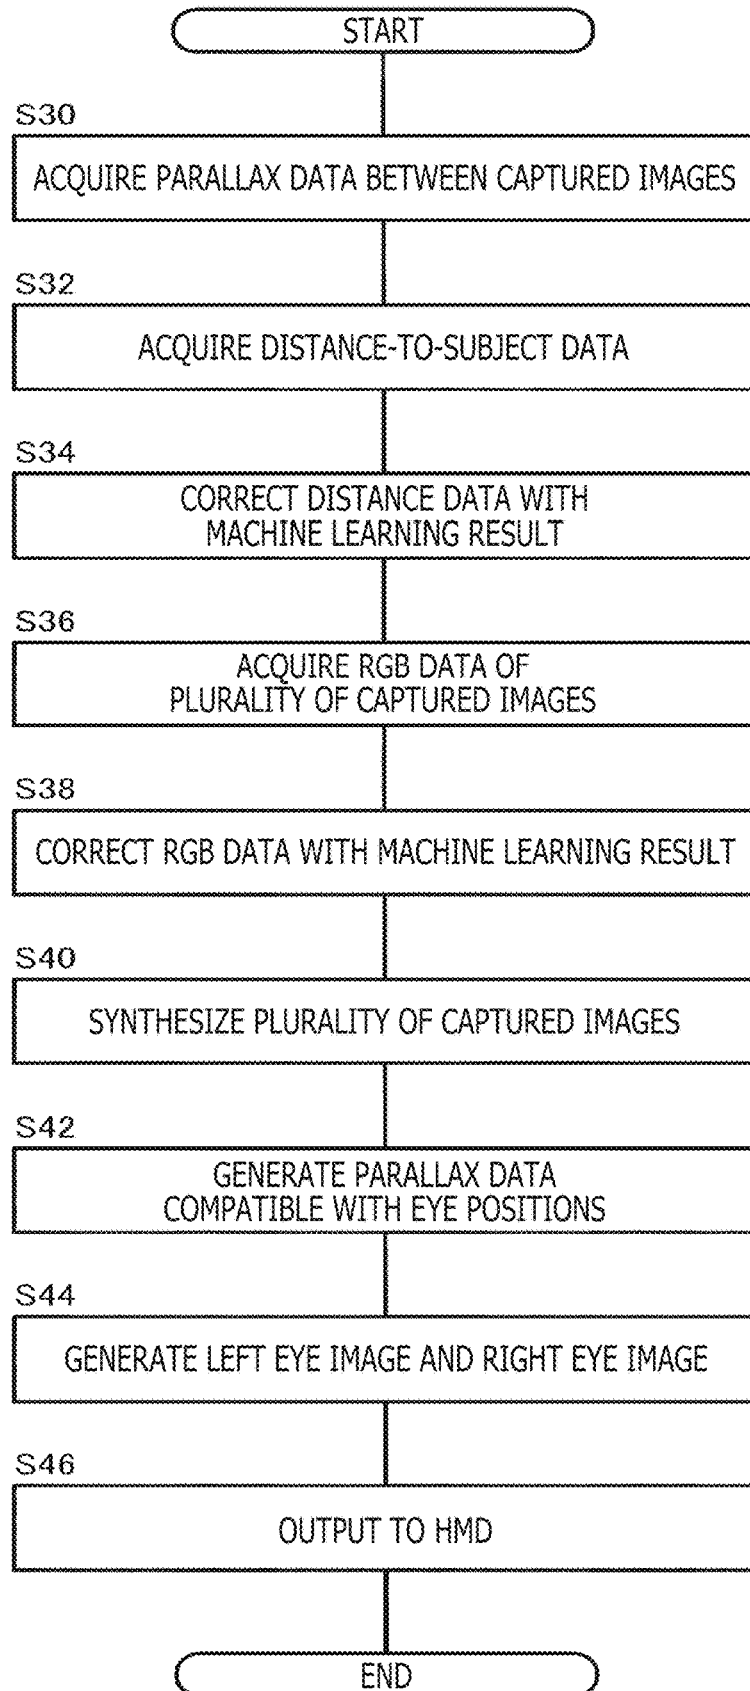 START
S30
ACQUIRE PARALLAX DATA BETWEEN CAPTURED IMAGES
S32
ACQUIRE DISTANCE-TO-SUBJECT DATA
S34
CORRECT DISTANCE DATA WITH
MACHINE LEARNING RESULT
S36
ACQUIRE RGB DATA OF
PLURALITY OF CAPTURED IMAGES
S38
CORRECT RGB DATA WITH MACHINE LEARNING RESULT
S40
SYNTHESIZE PLURALITY OF CAPTURED IMAGES
S42
GENERATE PARALLAX DATA
COMPATIBLE WITH EYE POSITIONS
S44
GENERATE LEFT EYE IMAGE AND RIGHT EYE IMAGE
S46
OUTPUT TO HMD
END